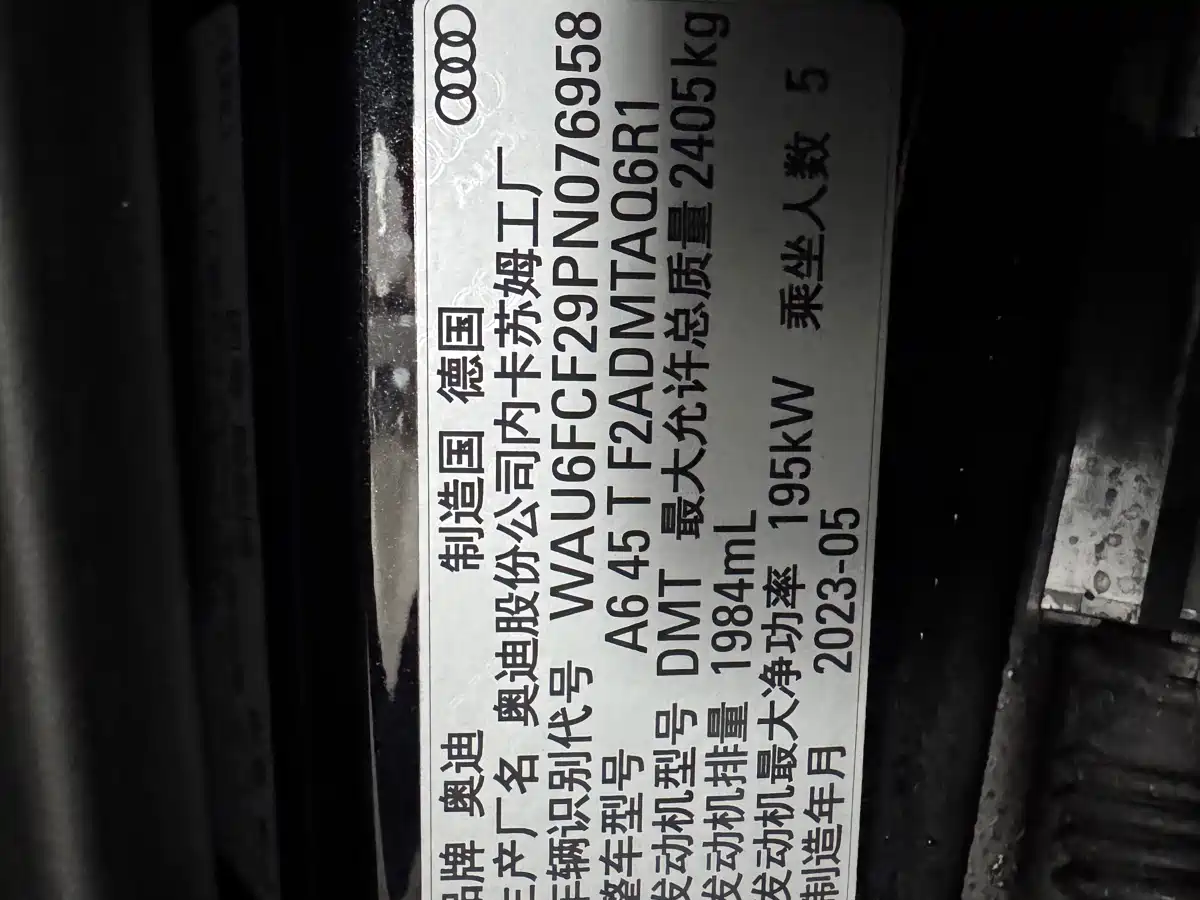 品牌 奥迪 制造国 德国
生产厂名 奥迪股份公司内卡苏姆工厂
车辆识别代号 WAU6FCF29PN076958
整车型号 A6 45 T F2ADMTAQ6R1
发动机型号 DMT 最大允许总质量 2405kg
发动机排量 1984mL
发动机最大净功率 195kW 乘坐人数 5
制造年月 2023-05